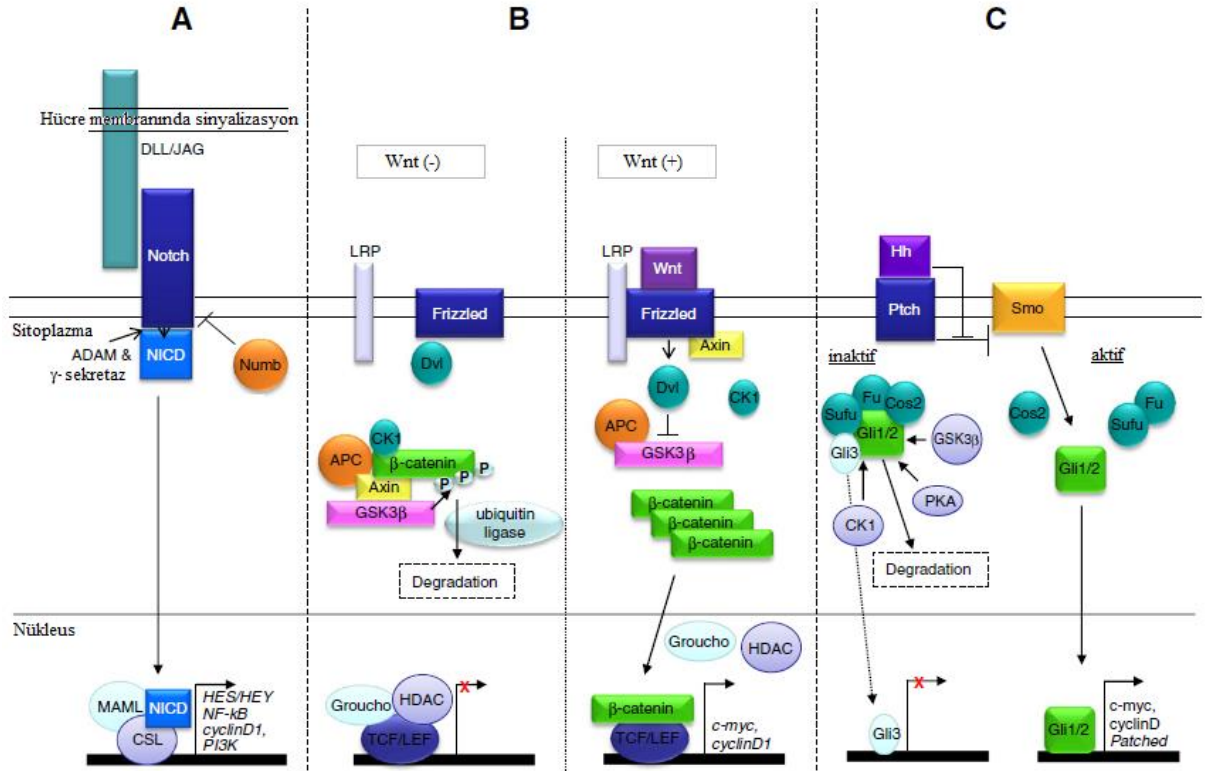 A
Hücre membranında sinyalizasyon
DLL/JAG
Notch
Sitoplazma
ADAM &
γ- sekretaz
NICD
Numb
Nükleus
MAML
NICD
CSL
HES/HEY
NF-kB
cyclinD1,
PI3K
B
Wnt (-)
LRP
Frizzled
Dvl
CK1
APC
β-catenin
Axin
P
P
P
GSK3β
ubiquitin
ligase
Degradation
Groucho
HDAC
TCF/LEF
X
Wnt (+)
LRP
Wnt
Frizzled
Axin
Dvl
CK1
APC
GSK3β
β-catenin
β-catenin
β-catenin
Groucho
HDAC
β-catenin
TCF/LEF
c-myc,
cyclinD1
C
Hh
Ptch
Smo
inaktif
aktif
Fu
Sufu
Cos2
Gli1/2
Gli3
GSK3β
PKA
CK1
Degradation
Cos2
Fu
Sufu
Gli1/2
Gli3
X
Gli1/2
c-myc,
cyclinD
Patched